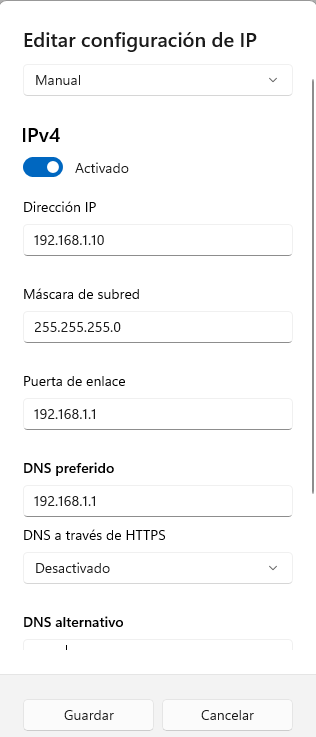 Editar configuración de IP
Manual
IPv4
Activado
Dirección IP
192.168.1.10
Máscara de subred
255.255.255.0
Puerta de enlace
192.168.1.1
DNS preferido
192.168.1.1
DNS a través de HTTPS
Desactivado
DNS alternativo
Guardar
Cancelar